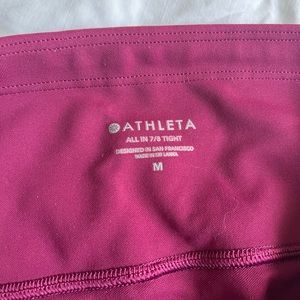 ATHLETA
ALL IN 7/8 TIGHT
DESIGNED IN SAN FRANCISCO
MADE IN SRI LANKA
M